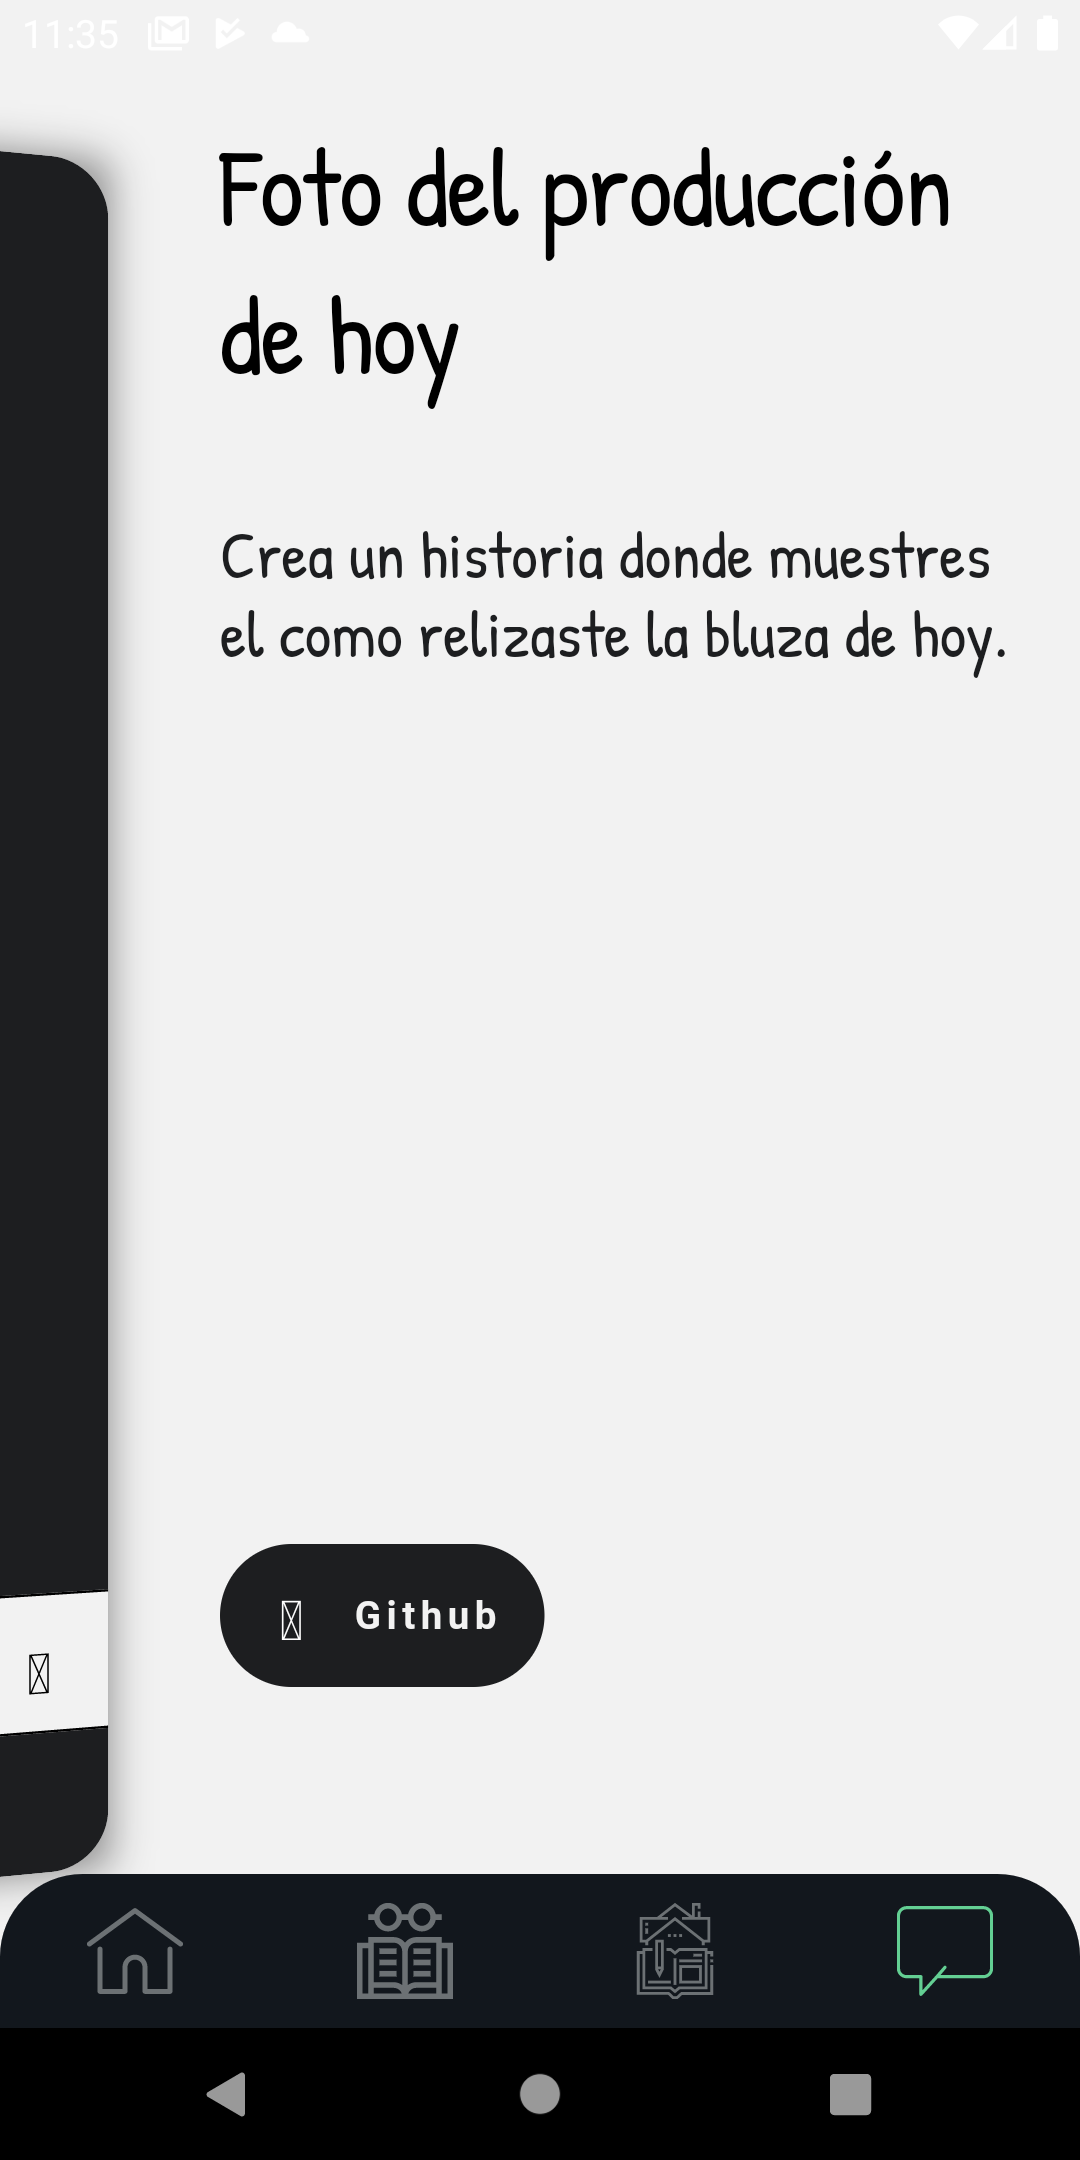 11:35
Foto del producción
de hoy
Crea un historia donde muestres
el como relizaste la bluza de hoy.
Github